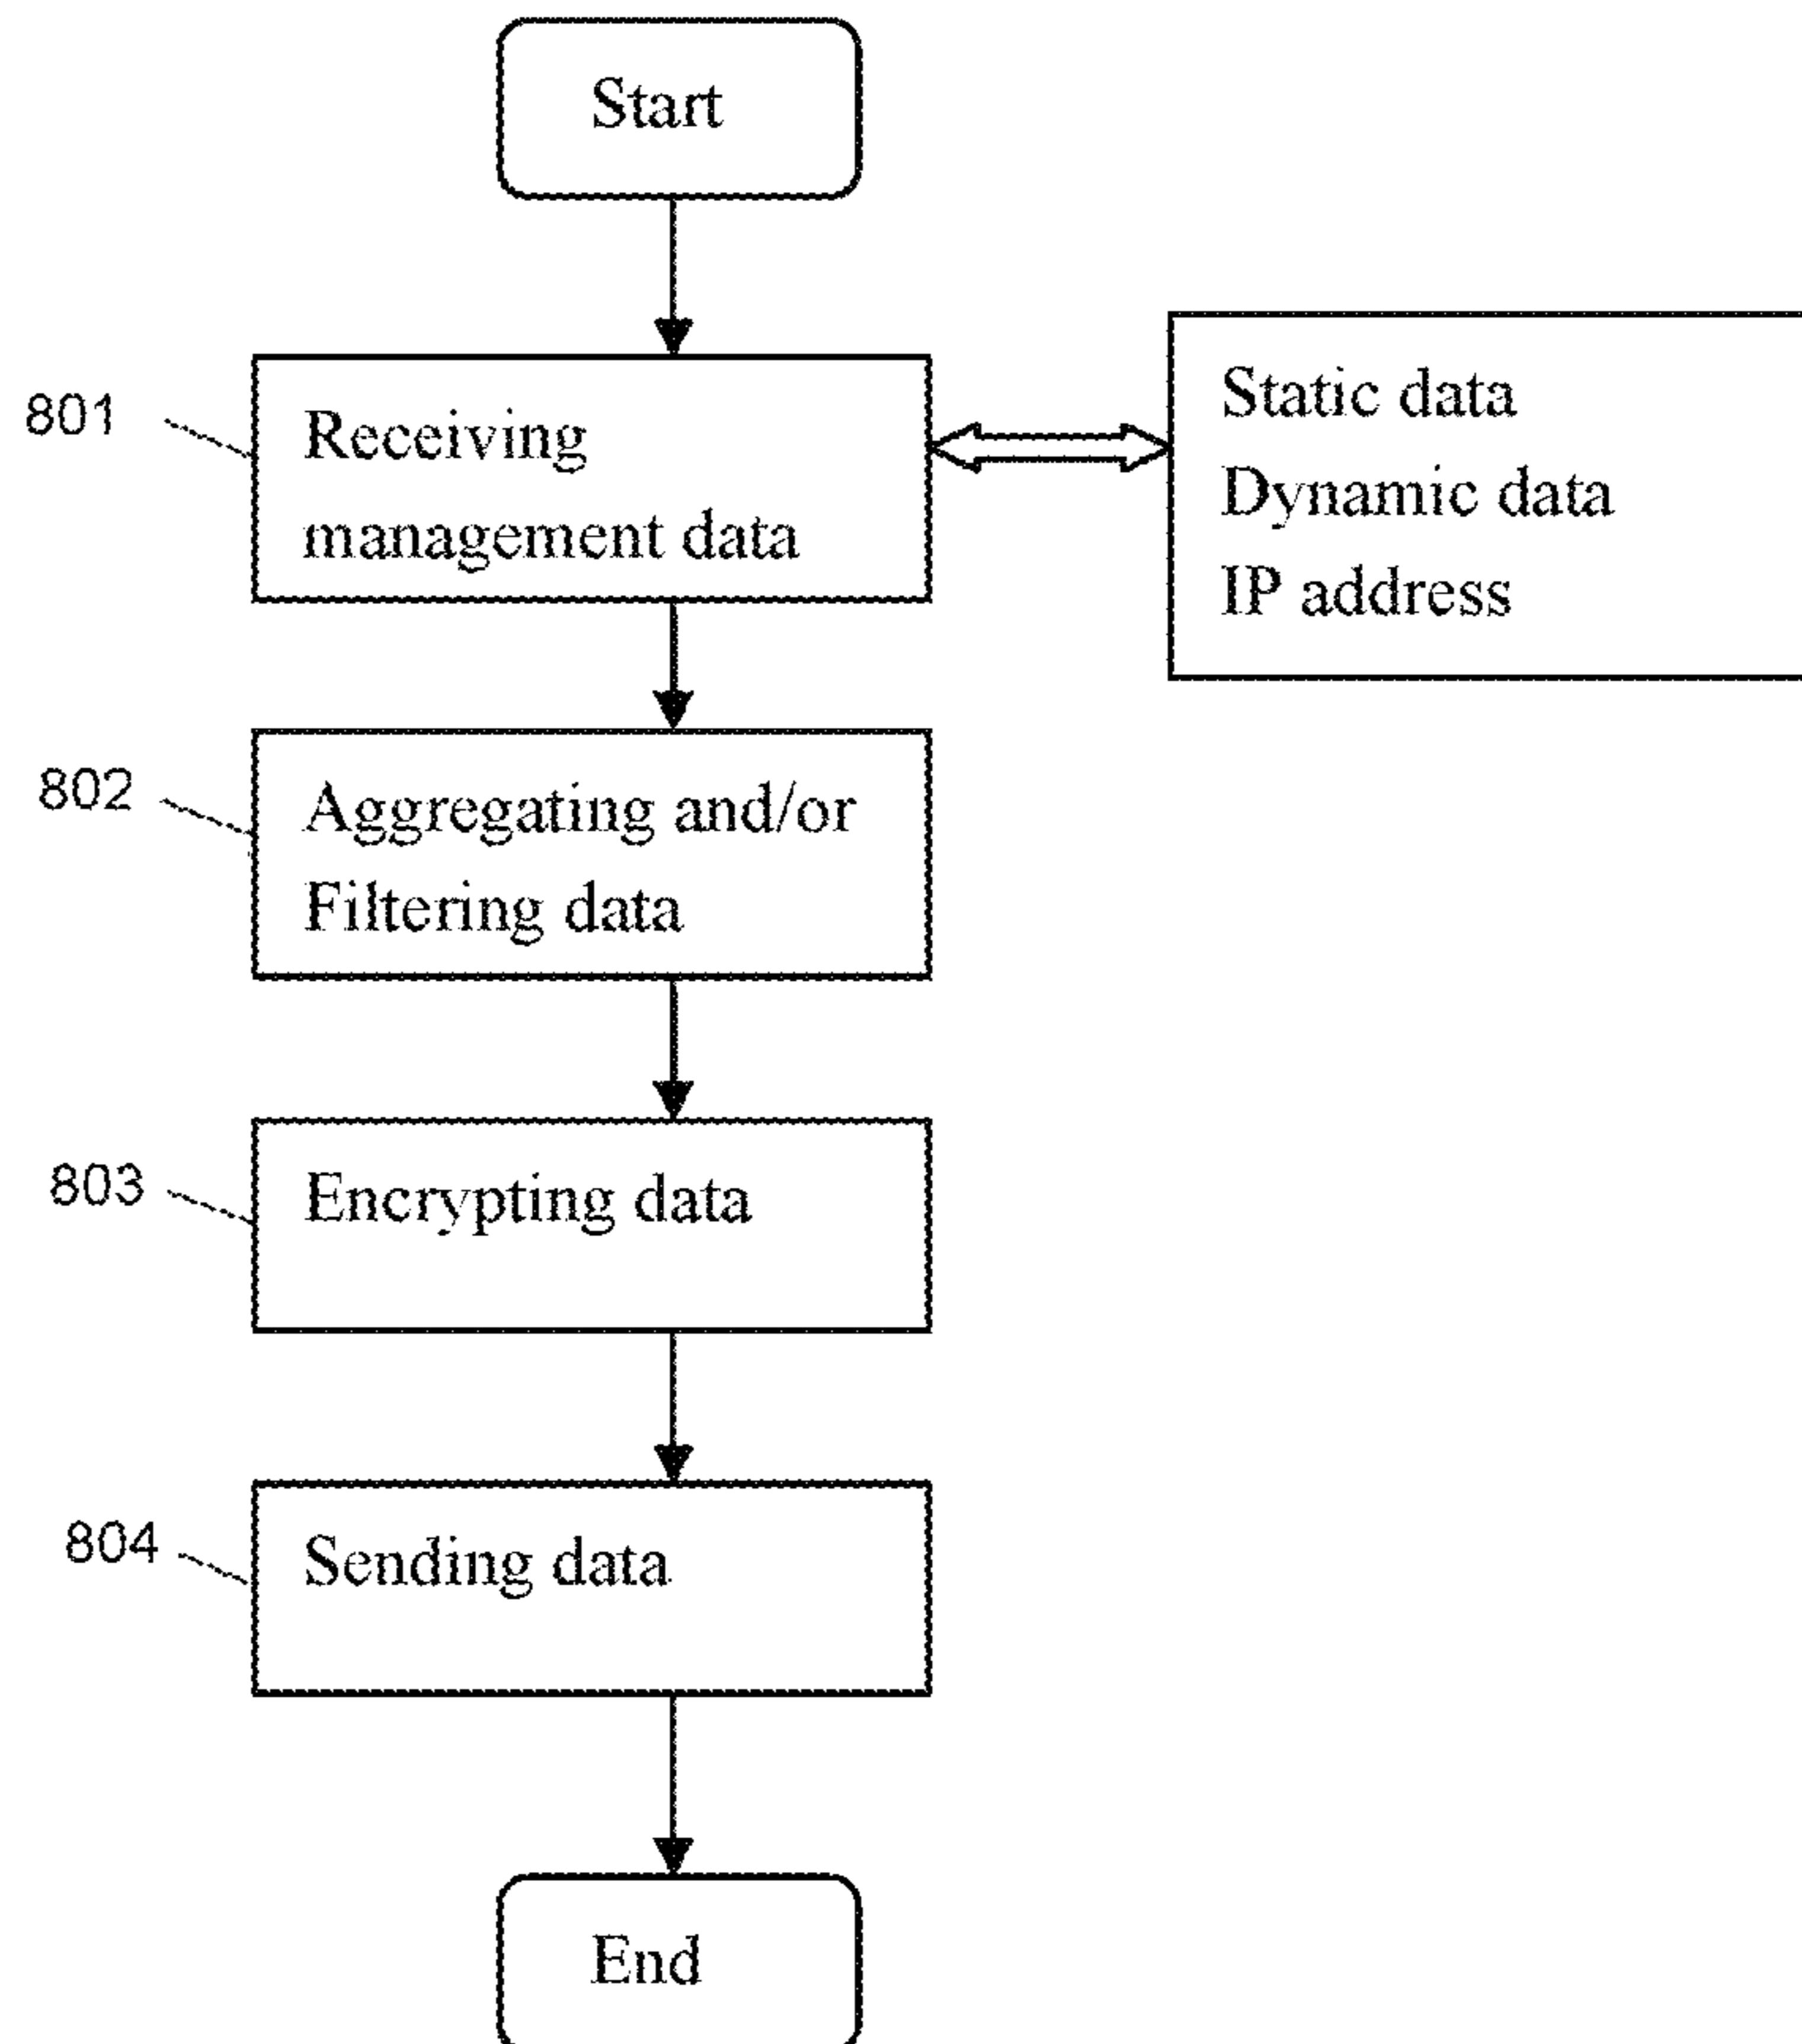 Start
801
Receiving
management data
Static data
Dynamic data
IP address
802
Aggregating and/or
Filtering data
803
Encrypting data
804
Sending data
End